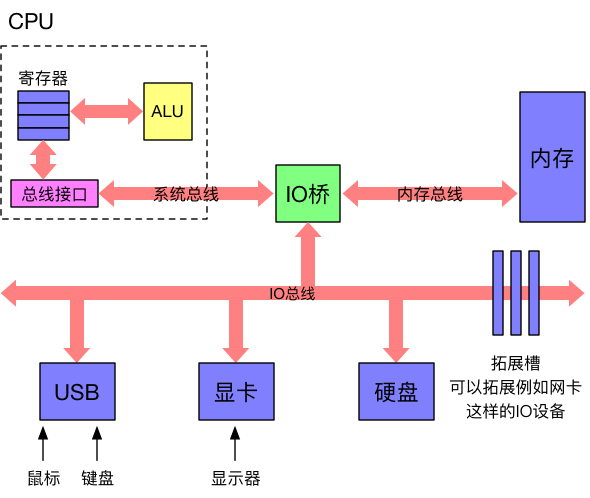 CPU
寄存器
ALU
总线接口
系统总线
IO桥
内存总线
内存
IO总线
USB
显卡
硬盘
拓展槽
可以拓展例如网卡
这样的IO设备
鼠标
键盘
显示器